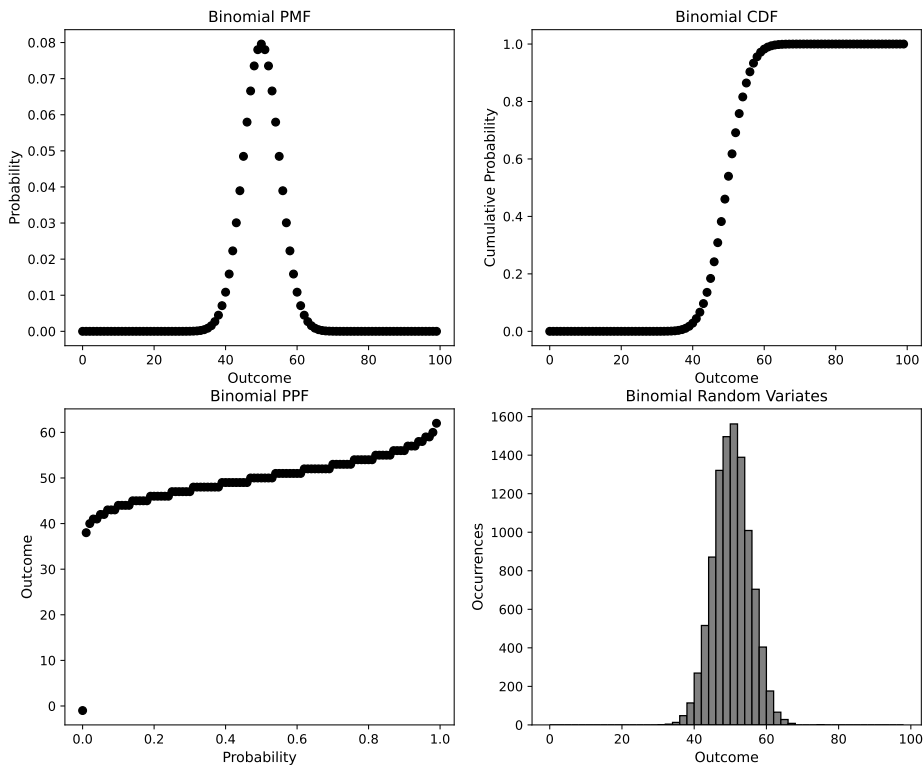 Binomial PMF
0.08
0.07
0.06
0.05
0.04
0.03
0.02
0.01
0.00
Probability
0 20 40 60 80 100
Outcome
Binomial CDF
1.0
0.8
0.6
0.4
0.2
0.0
Cumulative Probability
0 20 40 60 80 100
Outcome
Binomial PPF
60
50
40
30
20
10
0
Outcome
0.0 0.2 0.4 0.6 0.8 1.0
Probability
Binomial Random Variates
1600
1400
1200
1000
800
600
400
200
0
Occurrences
0 20 40 60 80 100
Outcome